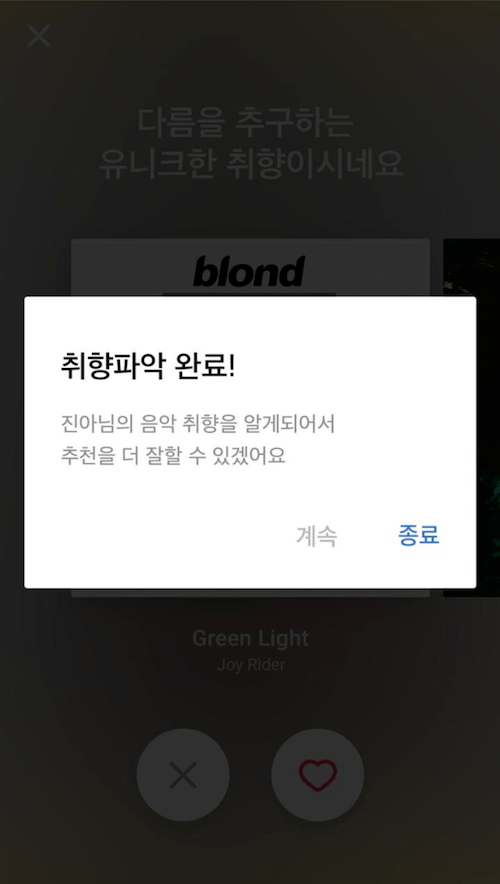 다름을 추구하는
유니크한 취향이시네요
blond
취향파악 완료!
진아님의 음악 취향을 알게되어서
추천을 더 잘할 수 있겠어요
계속
종료
Green Light
Joy Rider